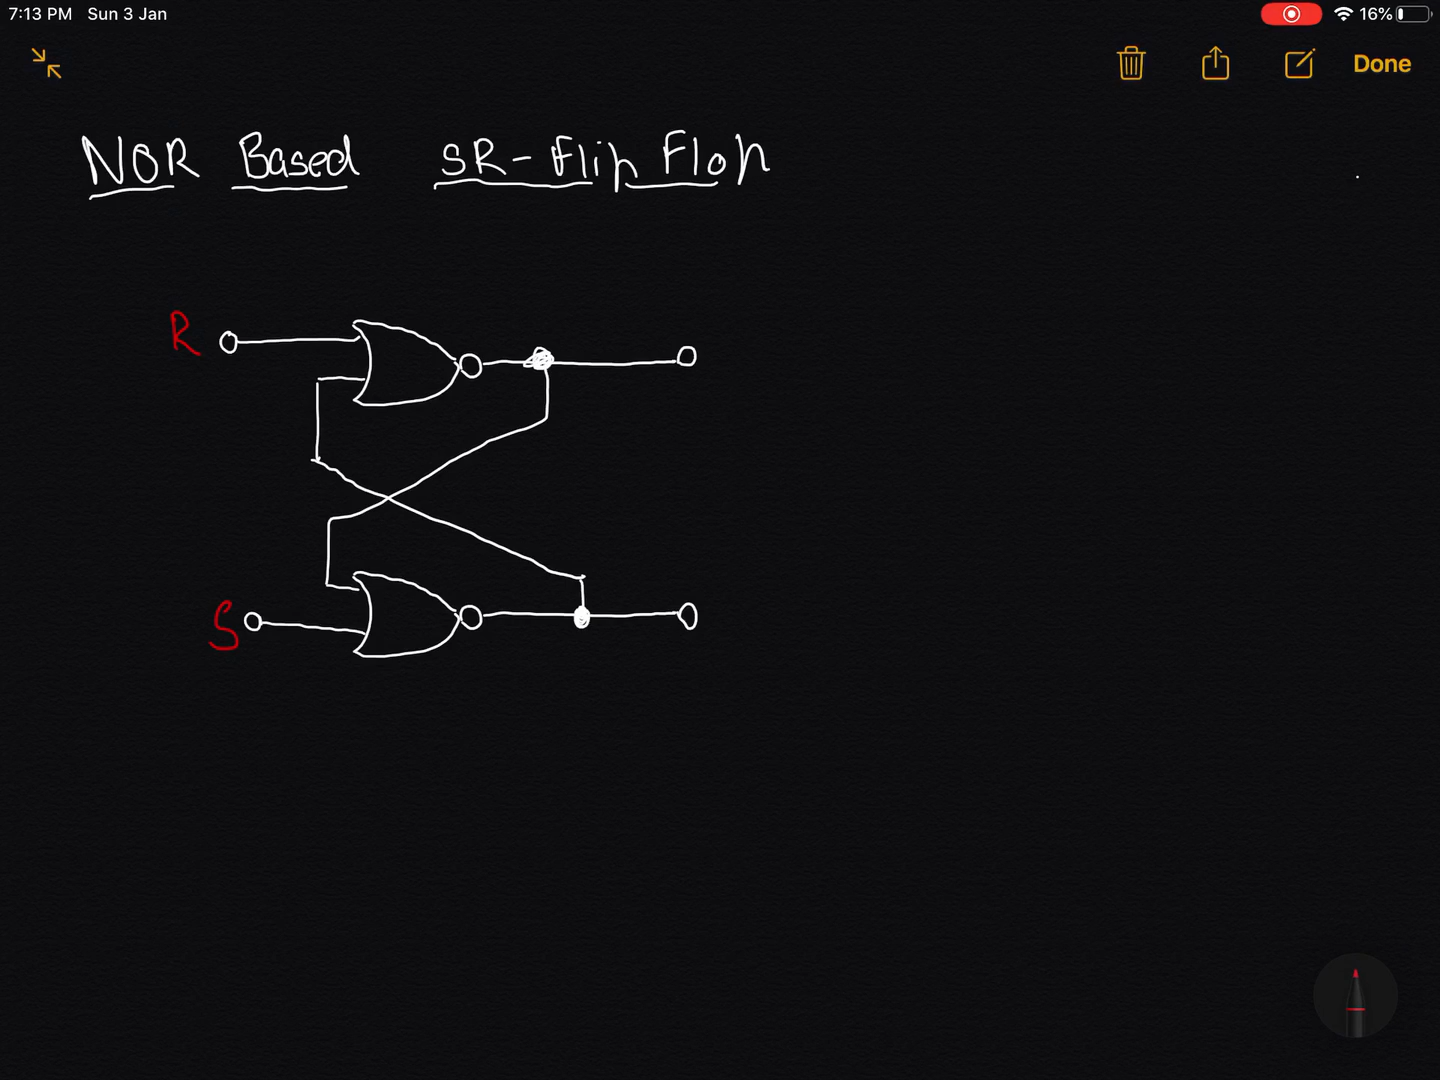 7:13 PM Sun 3 Jan
16%
Done
NOR Based SR-Flip Flop
R
S